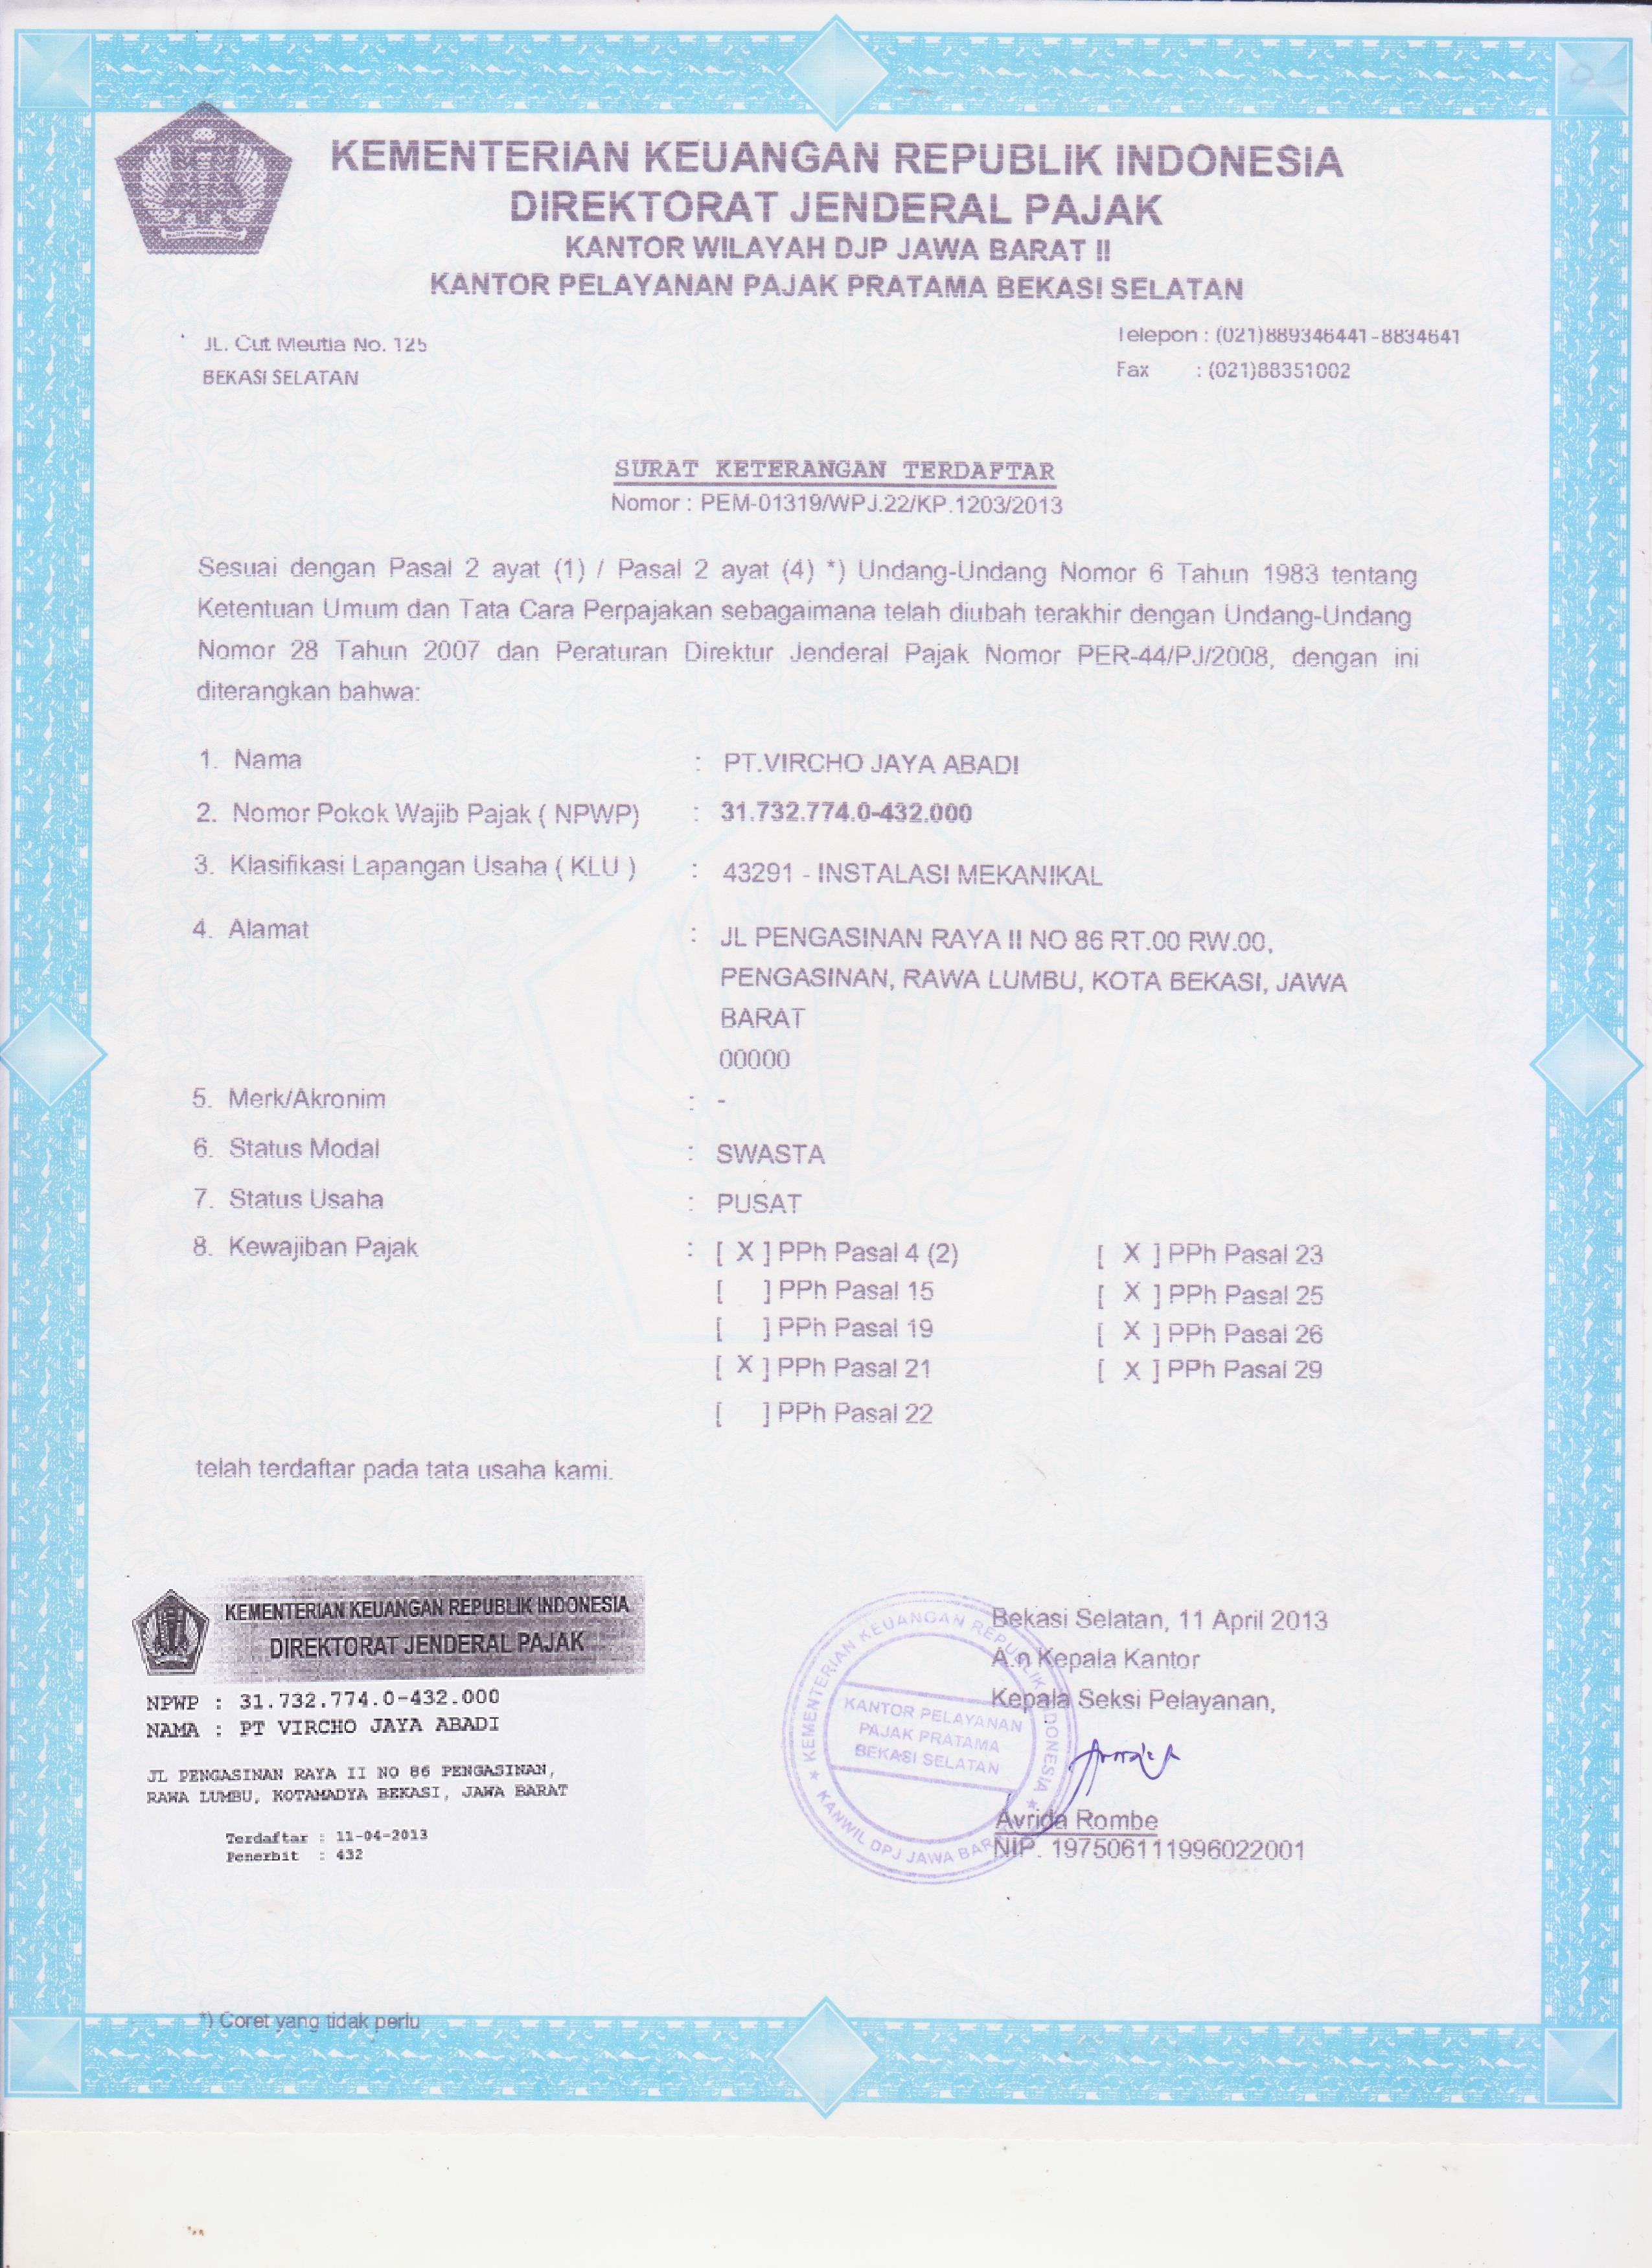 KEMENTERIAN KEUANGAN REPUBLIK INDONESIA
DIREKTORAT JENDERAL PAJAK
KANTOR WILAYAH DJP JAWA BARAT II
KANTOR PELAYANAN PAJAK PRATAMA BEKASI SELATAN
JL. Cut Meutia No. 125
BEKASI SELATAN
Telepon : (021)889346441-8834641
Fax : (021)88351002
SURAT KETERANGAN TERDAFTAR
Nomor : PEM-01319/WPJ.22/KP.1203/2013
Sesuai dengan Pasal 2 ayat (1) / Pasal 2 ayat (4) *) Undang-Undang Nomor 6 Tahun 1983 tentang
Ketentuan Umum dan Tata Cara Perpajakan sebagaimana telah diubah terakhir dengan Undang-Undang
Nomor 28 Tahun 2007 dan Peraturan Direktur Jenderal Pajak Nomor PER-44/PJ/2008, dengan ini
diterangkan bahwa:
1. Nama : PT.VIRCHO JAYA ABADI
2. Nomor Pokok Wajib Pajak ( NPWP) : 31.732.774.0-432.000
3. Klasifikasi Lapangan Usaha ( KLU ) : 43291 - INSTALASI MEKANIKAL
4. Alamat : JL PENGASINAN RAYA II NO 86 RT.00 RW.00,
PENGASINAN, RAWA LUMBU, KOTA BEKASI, JAWA
BARAT
00000
5. Merk/Akronim : -
6. Status Modal : SWASTA
7. Status Usaha : PUSAT
8. Kewajiban Pajak : [ X ] PPh Pasal 4 (2) [ X ] PPh Pasal 23
[ ] PPh Pasal 15 [ X ] PPh Pasal 25
[ ] PPh Pasal 19 [ X ] PPh Pasal 26
[ X ] PPh Pasal 21 [ X ] PPh Pasal 29
[ ] PPh Pasal 22
telah terdaftar pada tata usaha kami.
KEMENTERIAN KEUANGAN REPUBLIK INDONESIA
DIREKTORAT JENDERAL PAJAK
NPWP : 31.732.774.0-432.000
NAMA : PT VIRCHO JAYA ABADI
JL PENGASINAN RAYA II NO 86 PENGASINAN,
RAWA LUMBU, KOTAMADYA BEKASI, JAWA BARAT
Terdaftar : 11-04-2013
Penerbit : 432
Bekasi Selatan, 11 April 2013
A.n Kepala Kantor
Kepala Seksi Pelayanan,
KEMENTERIAN KEUANGAN REPUBLIK INDONESIA
KANTOR PELAYANAN
PAJAK PRATAMA
BEKASI SELATAN
KANWIL DPJ JAWA BARAT
Avrida Rombe
NIP. 197506111996022001
*) Coret yang tidak perlu